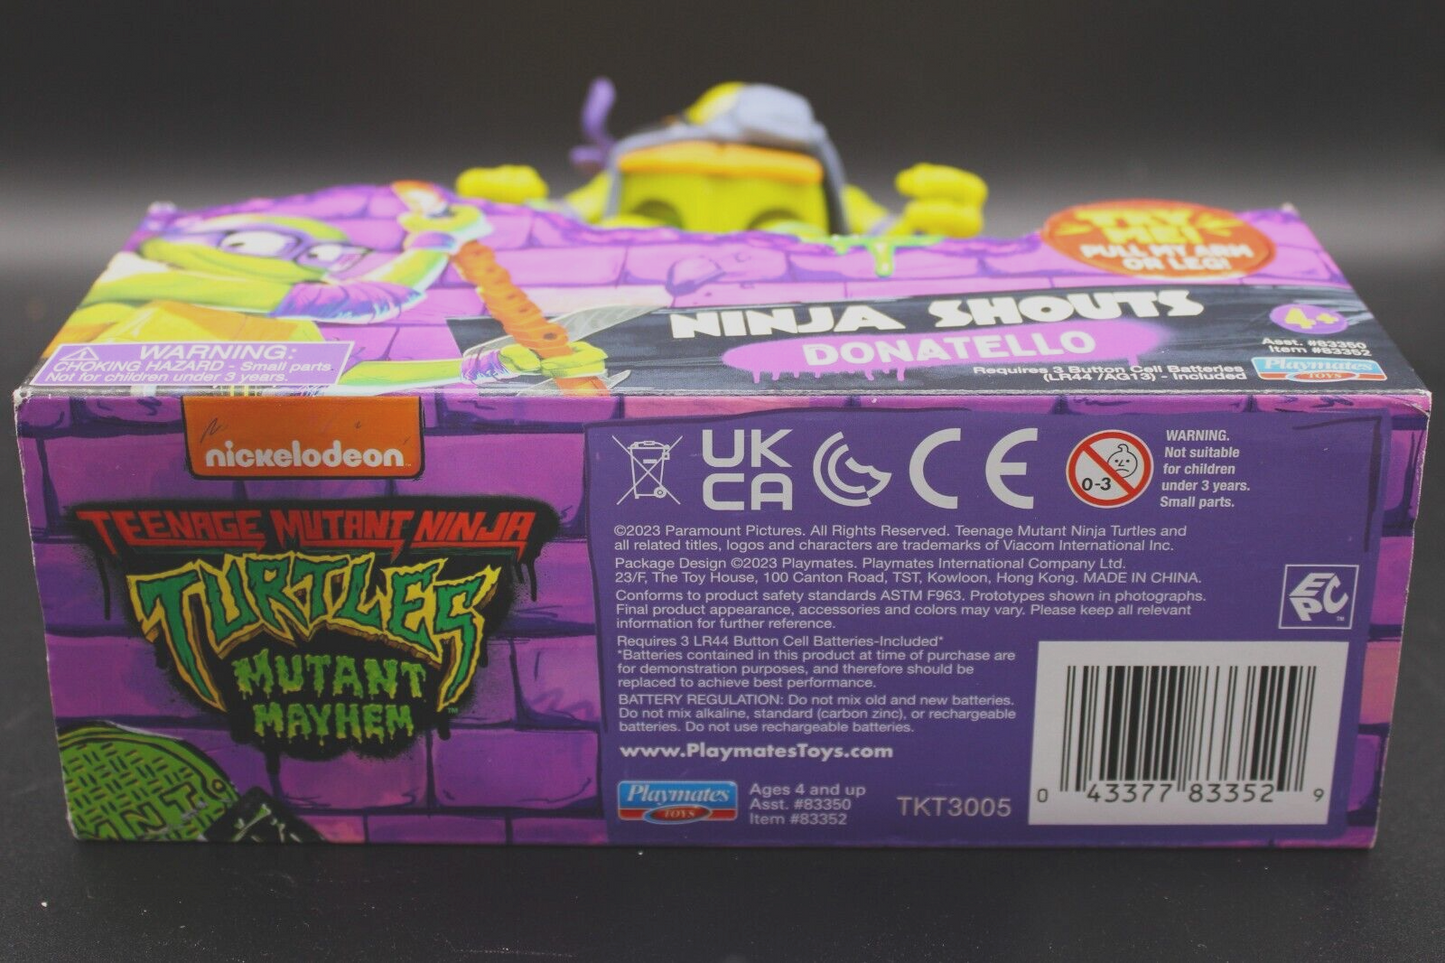 TRY
ME!
PULL MY ARM
OR LEG!
NINJA SHOUTS
DONATELLO
4+
Asst. #83350
Item #83352
Requires 3 Button Cell Batteries
(LR44 /AG13) - Included
Playmates
TOYS
WARNING:
CHOKING HAZARD - Small parts.
Not for children under 3 years.
nickelodeon
TEENAGE MUTANT NINJA
TURTLES
MUTANT
MAYHEM™
UK
CA
CE
0-3
WARNING.
Not suitable
for children
under 3 years.
Small parts.
©2023 Paramount Pictures. All Rights Reserved. Teenage Mutant Ninja Turtles and
all related titles, logos and characters are trademarks of Viacom International Inc.
Package Design ©2023 Playmates. Playmates International Company Ltd.
23/F, The Toy House, 100 Canton Road, TST, Kowloon, Hong Kong. MADE IN CHINA.
Conforms to product safety standards ASTM F963. Prototypes shown in photographs.
Final product appearance, accessories and colors may vary. Please keep all relevant
information for further reference.
Requires 3 LR44 Button Cell Batteries-Included*
*Batteries contained in this product at time of purchase are
for demonstration purposes, and therefore should be
replaced to achieve best performance.
BATTERY REGULATION: Do not mix old and new batteries.
Do not mix alkaline, standard (carbon zinc), or rechargeable
batteries. Do not use rechargeable batteries.
www.PlaymatesToys.com
Playmates
TOYS
Ages 4 and up
Asst. #83350
Item #83352
TKT3005
EPC™
0 43377 83352 9